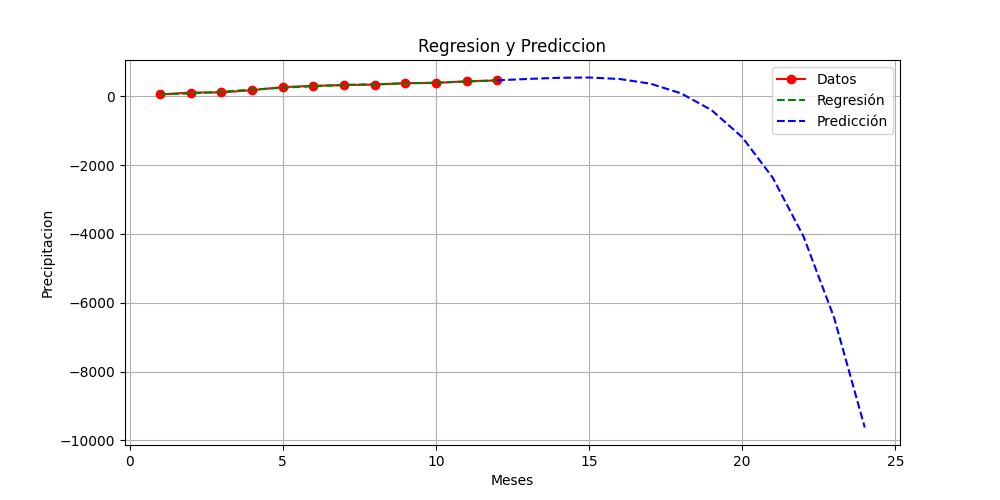 Regresion y Prediccion
Datos
Regresión
Predicción
Precipitacion
0
−2000
−4000
−6000
−8000
−10000
0
5
10
15
20
25
Meses